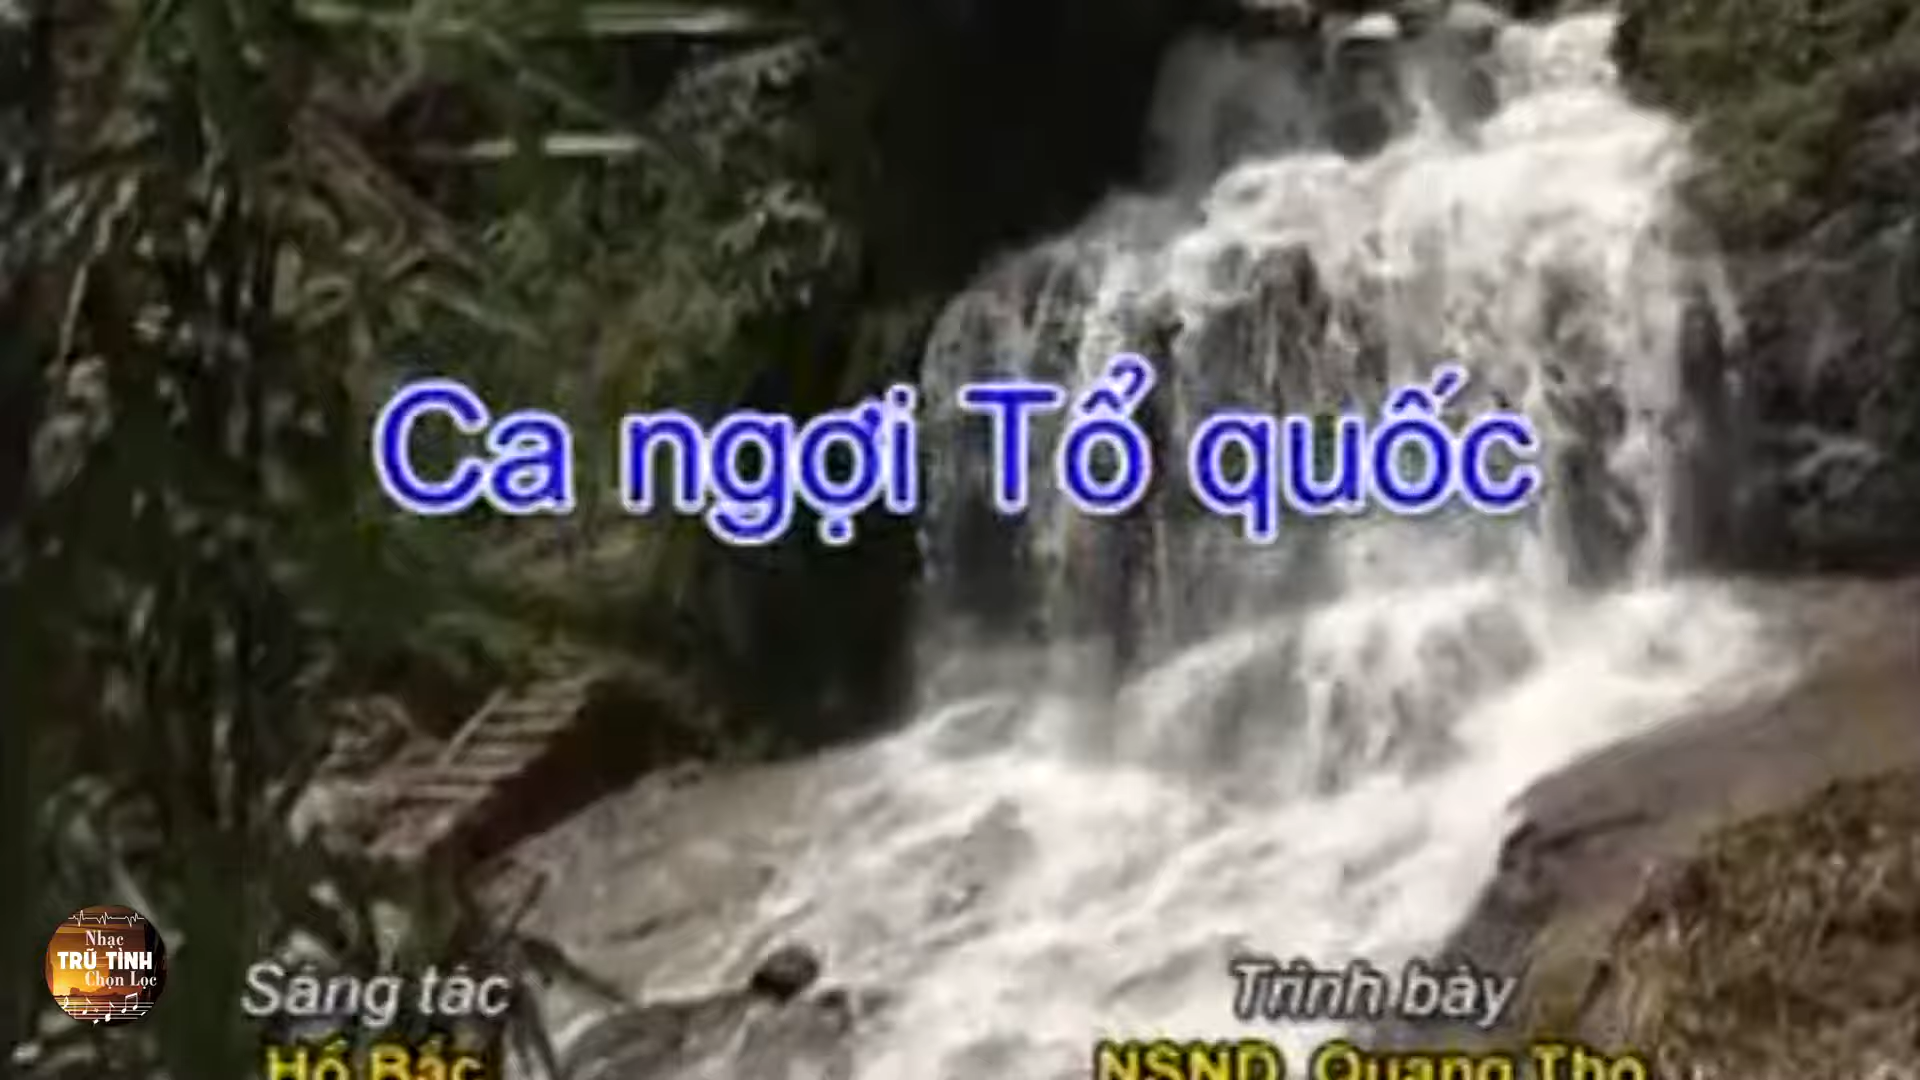 Ca ngợi Tổ quốc
Nhạc
TRỮ TÌNH
Chọn Lọc
Sáng tác
Trình bày
Hồ Bắc
NSND Quang Thọ